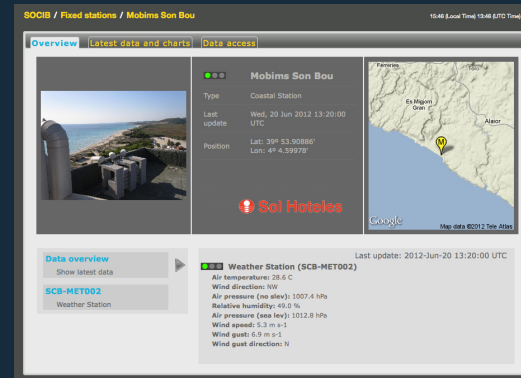 SOCIB / Fixed stations / Mobims Son Bou
15:46 (Local Time) 13:46 (UTC Time)
Overview
Latest data and charts
Data access
Mobims Son Bou
Type Coastal Station
Last update Wed, 20 Jun 2012 13:20:00 UTC
Position Lat: 39º 53.90886'
Lon: 4º 4.59978'
Sol Hoteles
Ferreries
Es Migjorn
Gran
Alaior
M
Google
Map data ©2012 Tele Atlas
Data overview
Show latest data
SCB-MET002
Weather Station
Last update: 2012-Jun-20 13:20:00 UTC
Weather Station (SCB-MET002)
Air temperature: 28.6 C
Wind direction: NW
Air pressure (no slev): 1007.4 hPa
Relative humidity: 49.0 %
Air pressure (sea lev): 1012.8 hPa
Wind speed: 5.3 m s-1
Wind gust: 6.9 m s-1
Wind gust direction: N